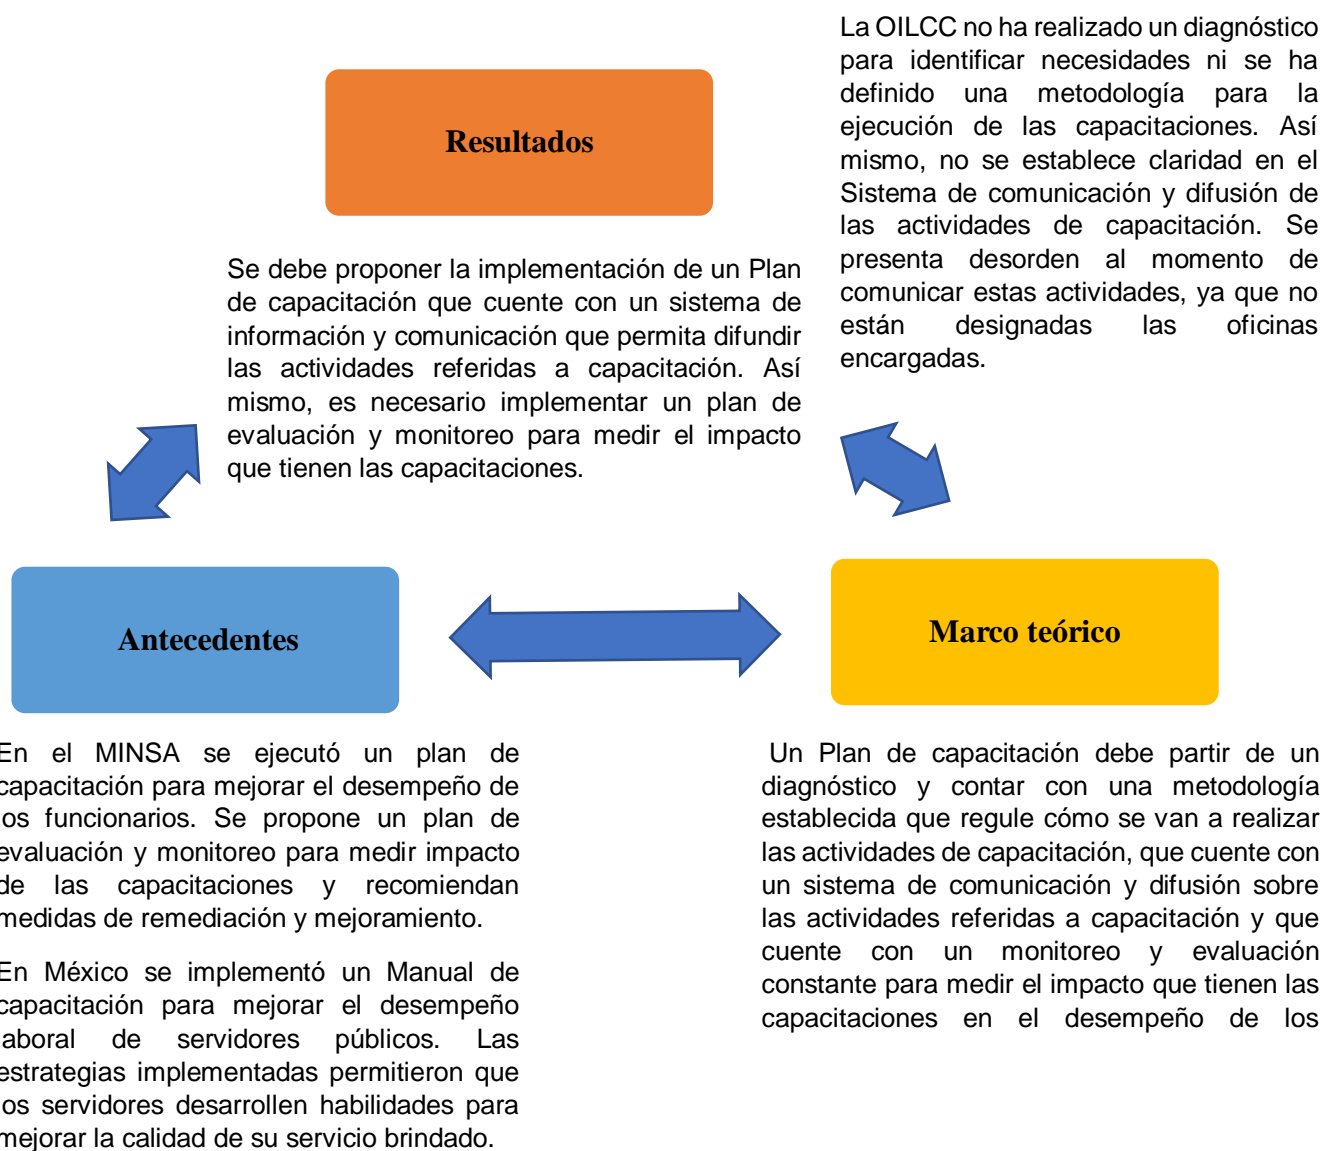 La OILCC no ha realizado un diagnóstico
para identificar necesidades ni se ha
definido una metodología para la
ejecución de las capacitaciones. Así
mismo, no se establece claridad en el
Sistema de comunicación y difusión de
las actividades de capacitación. Se
presenta desorden al momento de
comunicar estas actividades, ya que no
están designadas las oficinas
encargadas.
Resultados
Se debe proponer la implementación de un Plan
de capacitación que cuente con un sistema de
información y comunicación que permita difundir
las actividades referidas a capacitación. Así
mismo, es necesario implementar un plan de
evaluación y monitoreo para medir el impacto
que tienen las capacitaciones.
Antecedentes
Marco teórico
En el MINSA se ejecutó un plan de
capacitación para mejorar el desempeño de
los funcionarios. Se propone un plan de
evaluación y monitoreo para medir impacto
de las capacitaciones y recomiendan
medidas de remediación y mejoramiento.
En México se implementó un Manual de
capacitación para mejorar el desempeño
laboral de servidores públicos. Las
estrategias implementadas permitieron que
los servidores desarrollen habilidades para
mejorar la calidad de su servicio brindado.
Un Plan de capacitación debe partir de un
diagnóstico y contar con una metodología
establecida que regule cómo se van a realizar
las actividades de capacitación, que cuente con
un sistema de comunicación y difusión sobre
las actividades referidas a capacitación y que
cuente con un monitoreo y evaluación
constante para medir el impacto que tienen las
capacitaciones en el desempeño de los